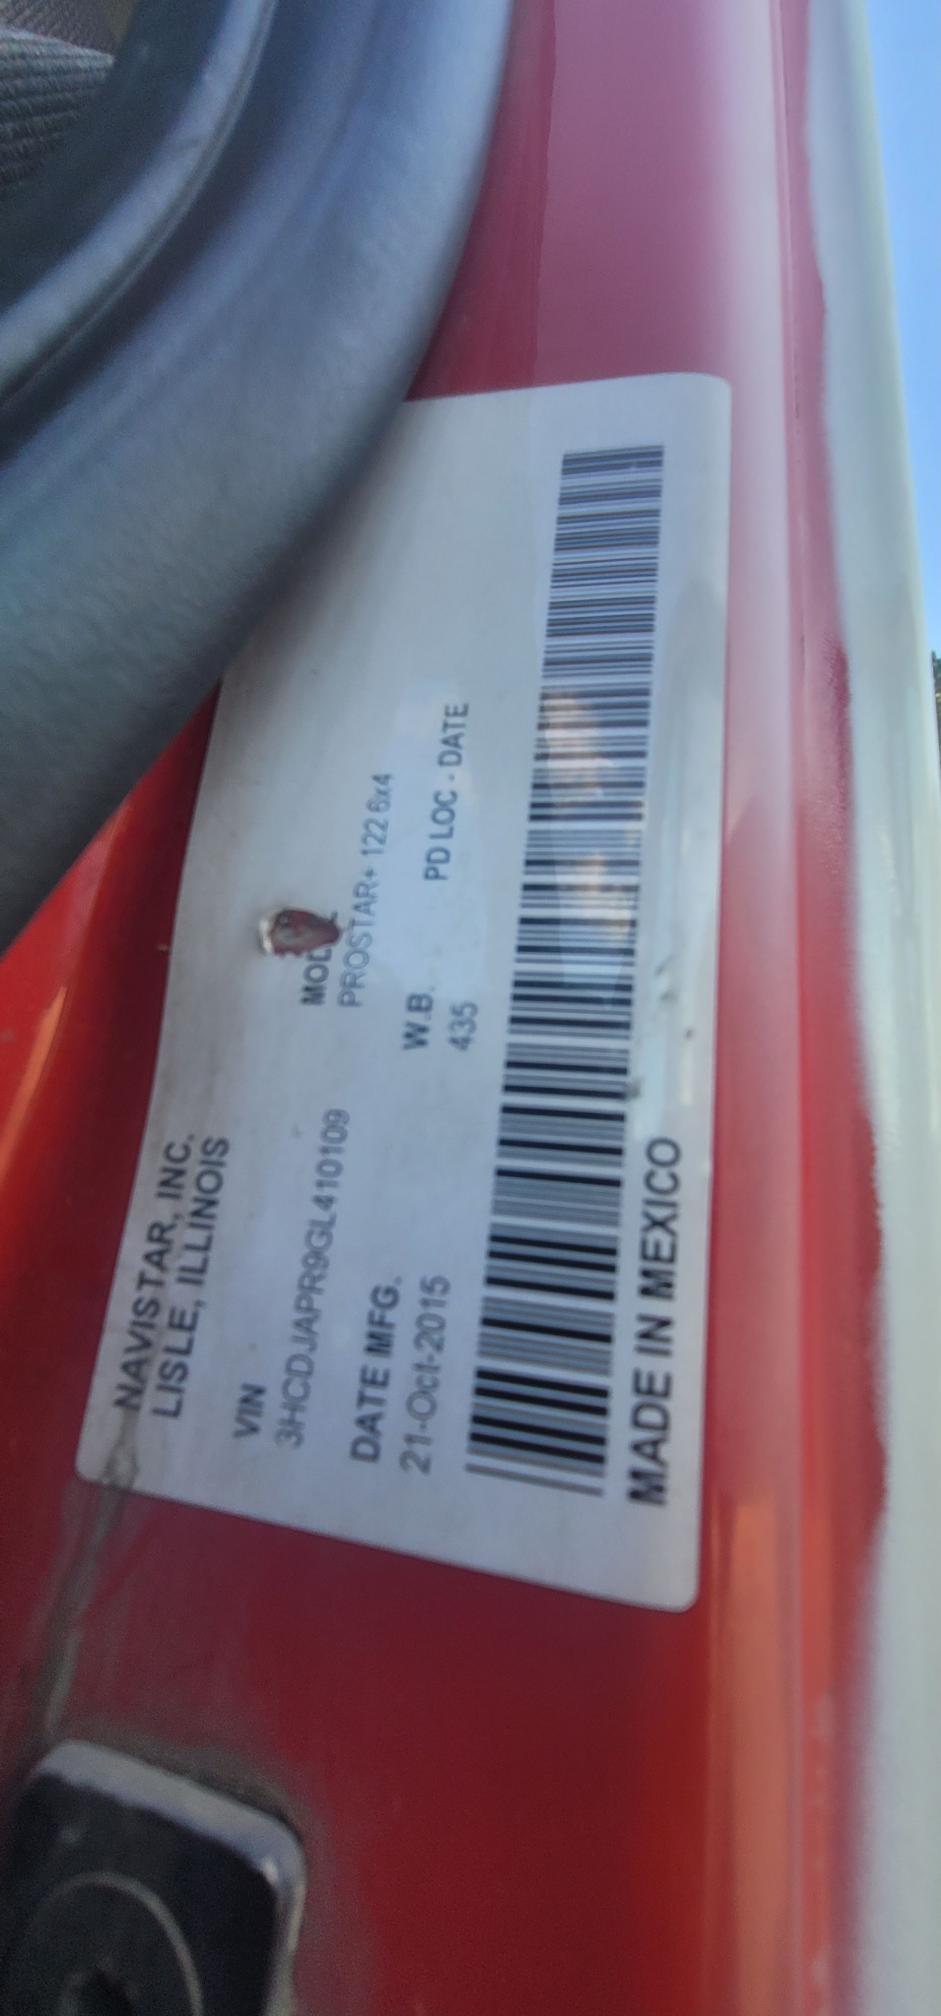 NAVISTAR, INC.
LISLE, ILLINOIS
VIN
3HCDJAPR9GL410109
PROSTAR+ 122 6x4
DATE MFG.
W.B.
PD LOC - DATE
21-Oct-2015
435
MADE IN MEXICO